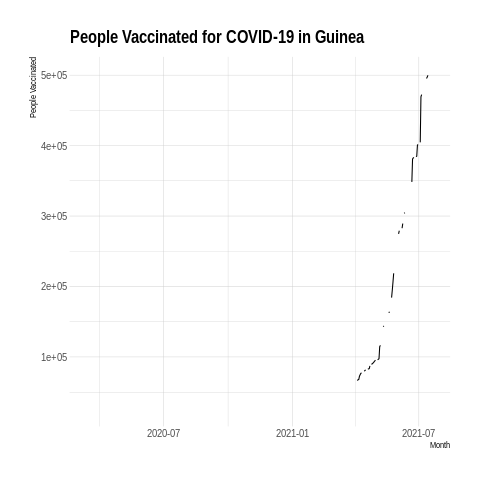 People Vaccinated for COVID-19 in Guinea
People Vaccinated
5e+05
4e+05
3e+05
2e+05
1e+05
2020-07 2021-01 2021-07
Month